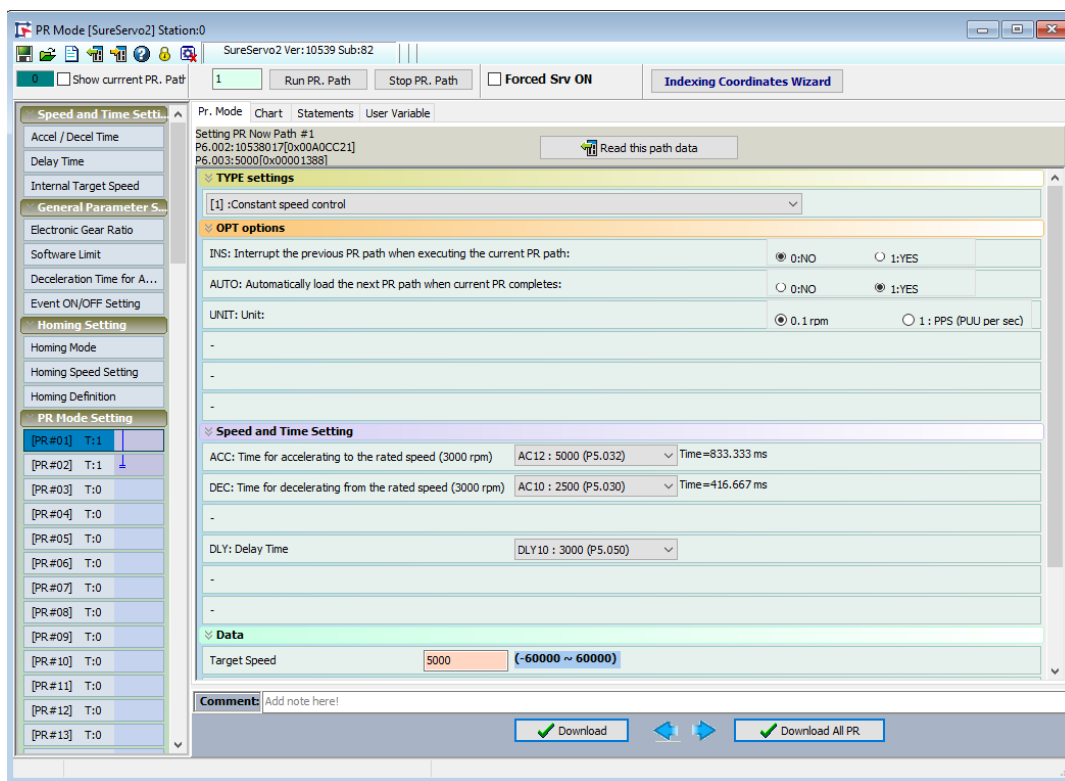 PR Mode [SureServo2] Station:0
SureServo2 Ver:10539 Sub:82
0 Show currrent PR. Path 1 Run PR. Path Stop PR. Path Forced Srv ON Indexing Coordinates Wizard
Speed and Time Setti...
Accel / Decel Time
Delay Time
Internal Target Speed
General Parameter S...
Electronic Gear Ratio
Software Limit
Deceleration Time for A...
Event ON/OFF Setting
Homing Setting
Homing Mode
Homing Speed Setting
Homing Definition
PR Mode Setting
[PR#01] T:1
[PR#02] T:1
[PR#03] T:0
[PR#04] T:0
[PR#05] T:0
[PR#06] T:0
[PR#07] T:0
[PR#08] T:0
[PR#09] T:0
[PR#10] T:0
[PR#11] T:0
[PR#12] T:0
[PR#13] T:0
Pr. Mode Chart Statements User Variable
Setting PR Now Path #1
P6.002:10538017[0x00A0CC21]
P6.003:5000[0x00001388]
Read this path data
TYPE settings
[1] :Constant speed control
OPT options
INS: Interrupt the previous PR path when executing the current PR path: 0:NO 1:YES
AUTO: Automatically load the next PR path when current PR completes: 0:NO 1:YES
UNIT: Unit: 0.1 rpm 1 : PPS (PUU per sec)
-
-
-
Speed and Time Setting
ACC: Time for accelerating to the rated speed (3000 rpm) AC12 : 5000 (P5.032) Time=833.333 ms
DEC: Time for decelerating from the rated speed (3000 rpm) AC10 : 2500 (P5.030) Time=416.667 ms
-
DLY: Delay Time DLY10 : 3000 (P5.050)
-
-
Data
Target Speed 5000 (-60000 ~ 60000)
Comment: Add note here!
Download Download All PR